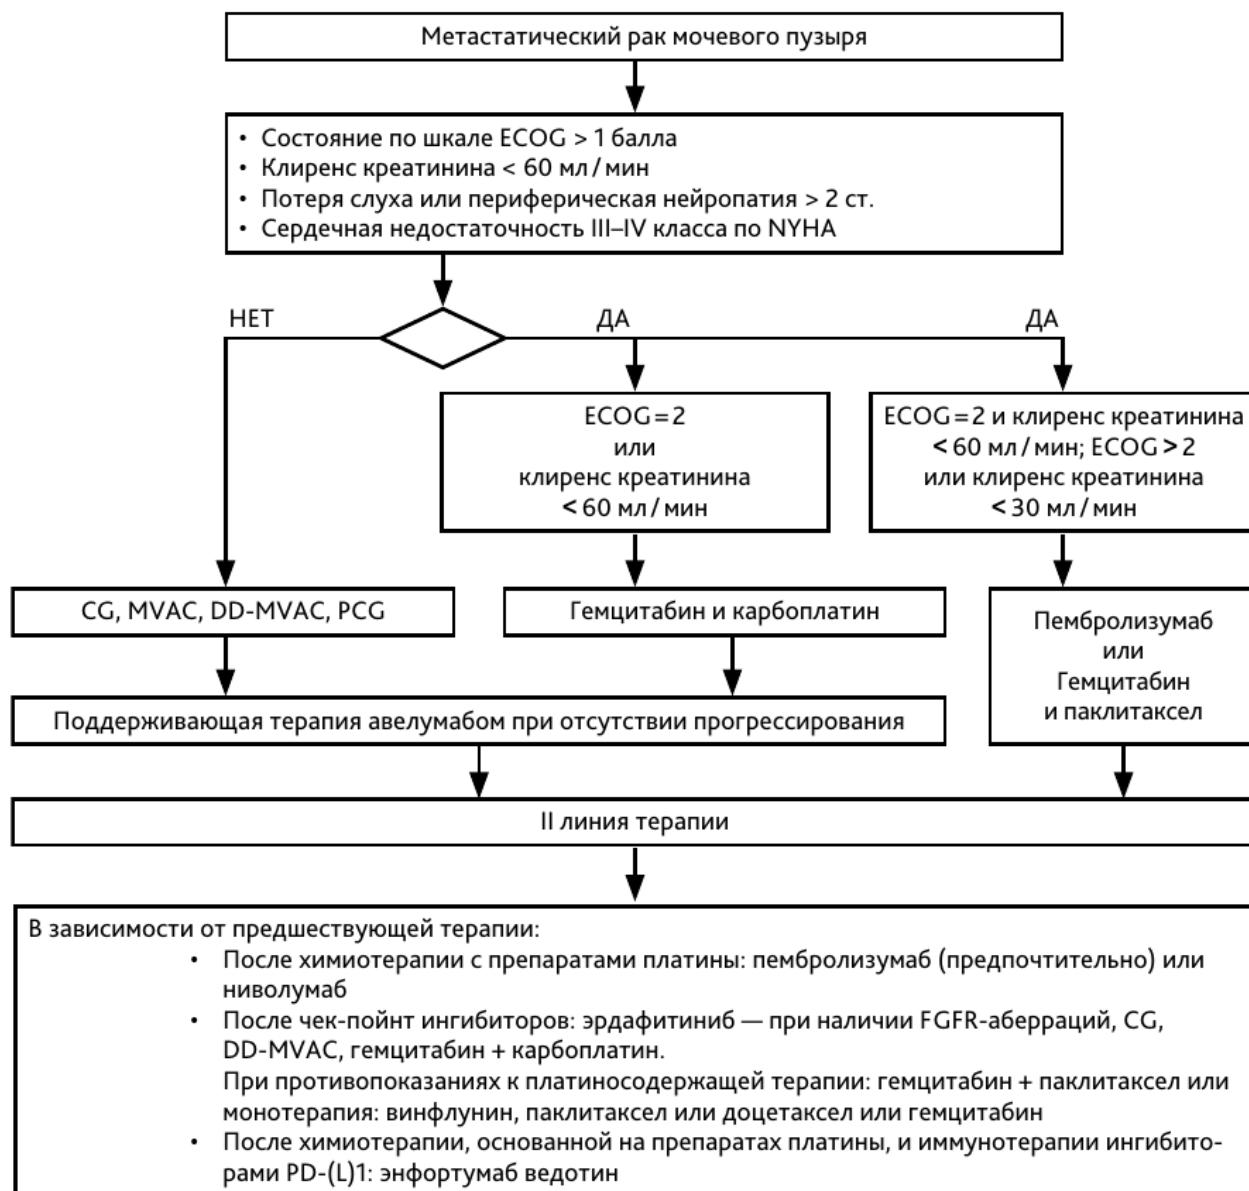 Метастатический рак мочевого пузыря
• Состояние по шкале ECOG > 1 балла
• Клиренс креатинина < 60 мл / мин
• Потеря слуха или периферическая нейропатия > 2 ст.
• Сердечная недостаточность III–IV класса по NYHA
НЕТ
ДА
ДА
ECOG = 2
или
клиренс креатинина
< 60 мл / мин
ECOG = 2 и клиренс креатинина
< 60 мл / мин; ECOG > 2
или клиренс креатинина
< 30 мл / мин
CG, MVAC, DD-MVAC, PCG
Гемцитабин и карбоплатин
Пембролизумаб
или
Гемцитабин
и паклитаксел
Поддерживающая терапия авелумабом при отсутствии прогрессирования
II линия терапии
В зависимости от предшествующей терапии:
• После химиотерапии с препаратами платины: пембролизумаб (предпочтительно) или
ниволумаб
• После чек-пойнт ингибиторов: эрдафитиниб — при наличии FGFR-аберраций, CG,
DD-MVAC, гемцитабин + карбоплатин.
При противопоказаниях к платиносодержащей терапии: гемцитабин + паклитаксел или
монотерапия: винфлунин, паклитаксел или доцетаксел или гемцитабин
• После химиотерапии, основанной на препаратах платины, и иммунотерапии ингибито-
рами PD-(L)1: энфортумаб ведотин